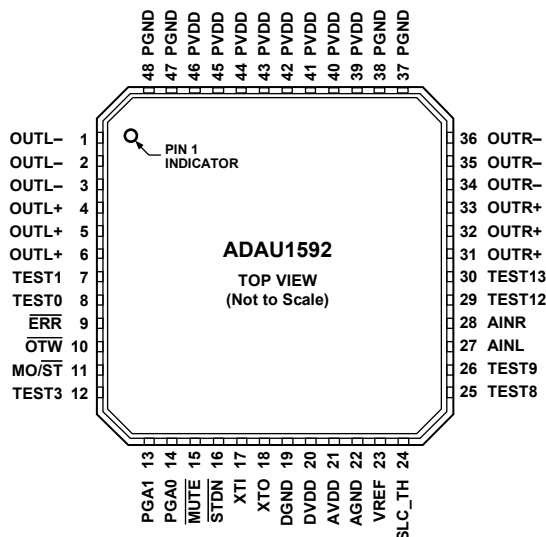 48 PGND
47 PGND
46 PVDD
45 PVDD
44 PVDD
43 PVDD
42 PVDD
41 PVDD
40 PVDD
39 PVDD
38 PGND
37 PGND
OUTL– 1
OUTL– 2
OUTL– 3
OUTL+ 4
OUTL+ 5
OUTL+ 6
TEST1 7
TEST0 8
ERR 9
OTW 10
MO/ST 11
TEST3 12
PIN 1
INDICATOR
ADAU1592
TOP VIEW
(Not to Scale)
36 OUTR–
35 OUTR–
34 OUTR–
33 OUTR+
32 OUTR+
31 OUTR+
30 TEST13
29 TEST12
28 AINR
27 AINL
26 TEST9
25 TEST8
PGA1 13
PGA0 14
MUTE 15
STDN 16
XTI 17
XTO 18
DGND 19
DVDD 20
AVDD 21
AGND 22
VREF 23
SLC_TH 24